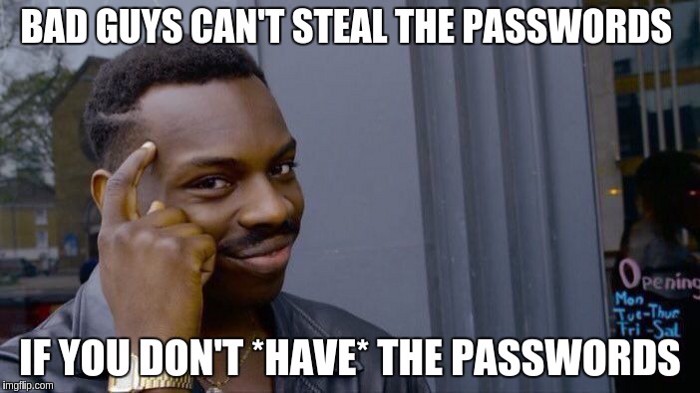 BAD GUYS CAN'T STEAL THE PASSWORDS
Opening
Mon
Tue-Thur
Fri-Sat
IF YOU DON'T *HAVE* THE PASSWORDS
imgflip.com